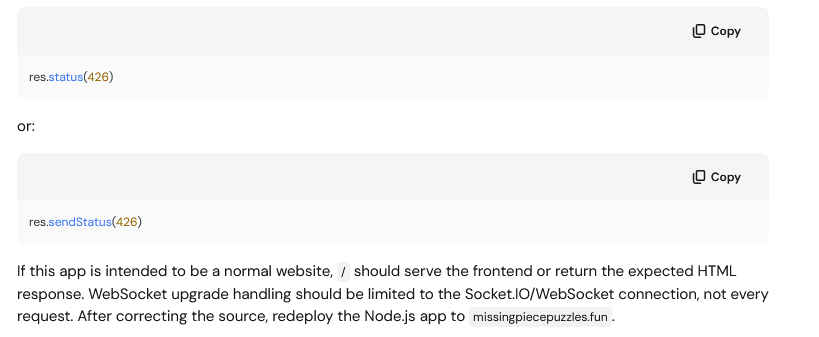 Copy
res.status(426)
or:
Copy
res.sendStatus(426)
If this app is intended to be a normal website, / should serve the frontend or return the expected HTML
response. WebSocket upgrade handling should be limited to the Socket.IO/WebSocket connection, not every
request. After correcting the source, redeploy the Node.js app to missingpiecepuzzles.fun.